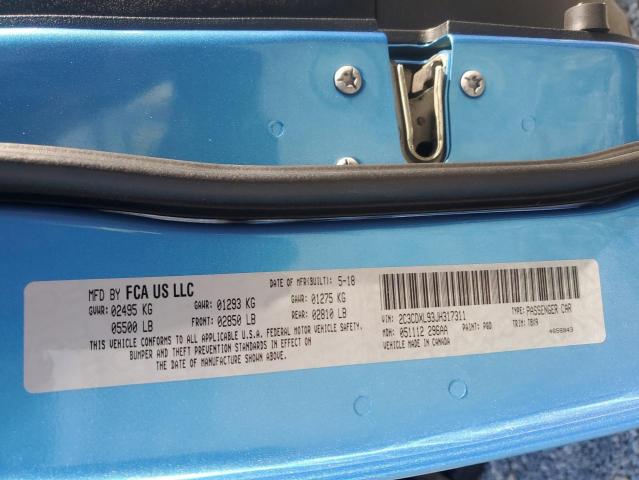 MFD BY FCA US LLC
DATE OF MFR(BUILT): 5-18
GVWR: 02495 KG
GAWR: 01293 KG
GAWR: 01275 KG
05500 LB
FRONT: 02850 LB
REAR: 02810 LB
THIS VEHICLE CONFORMS TO ALL APPLICABLE U.S.A. FEDERAL MOTOR VEHICLE SAFETY,
BUMPER AND THEFT PREVENTION STANDARDS IN EFFECT ON
THE DATE OF MANUFACTURE SHOWN ABOVE.
VIN: 2C3CDXL93JH317311
TYPE: PASSENGER CAR
MDH: 051112 296AA
PAINT: PQD
TRIM: TBX9
VEHICLE MADE IN CANADA